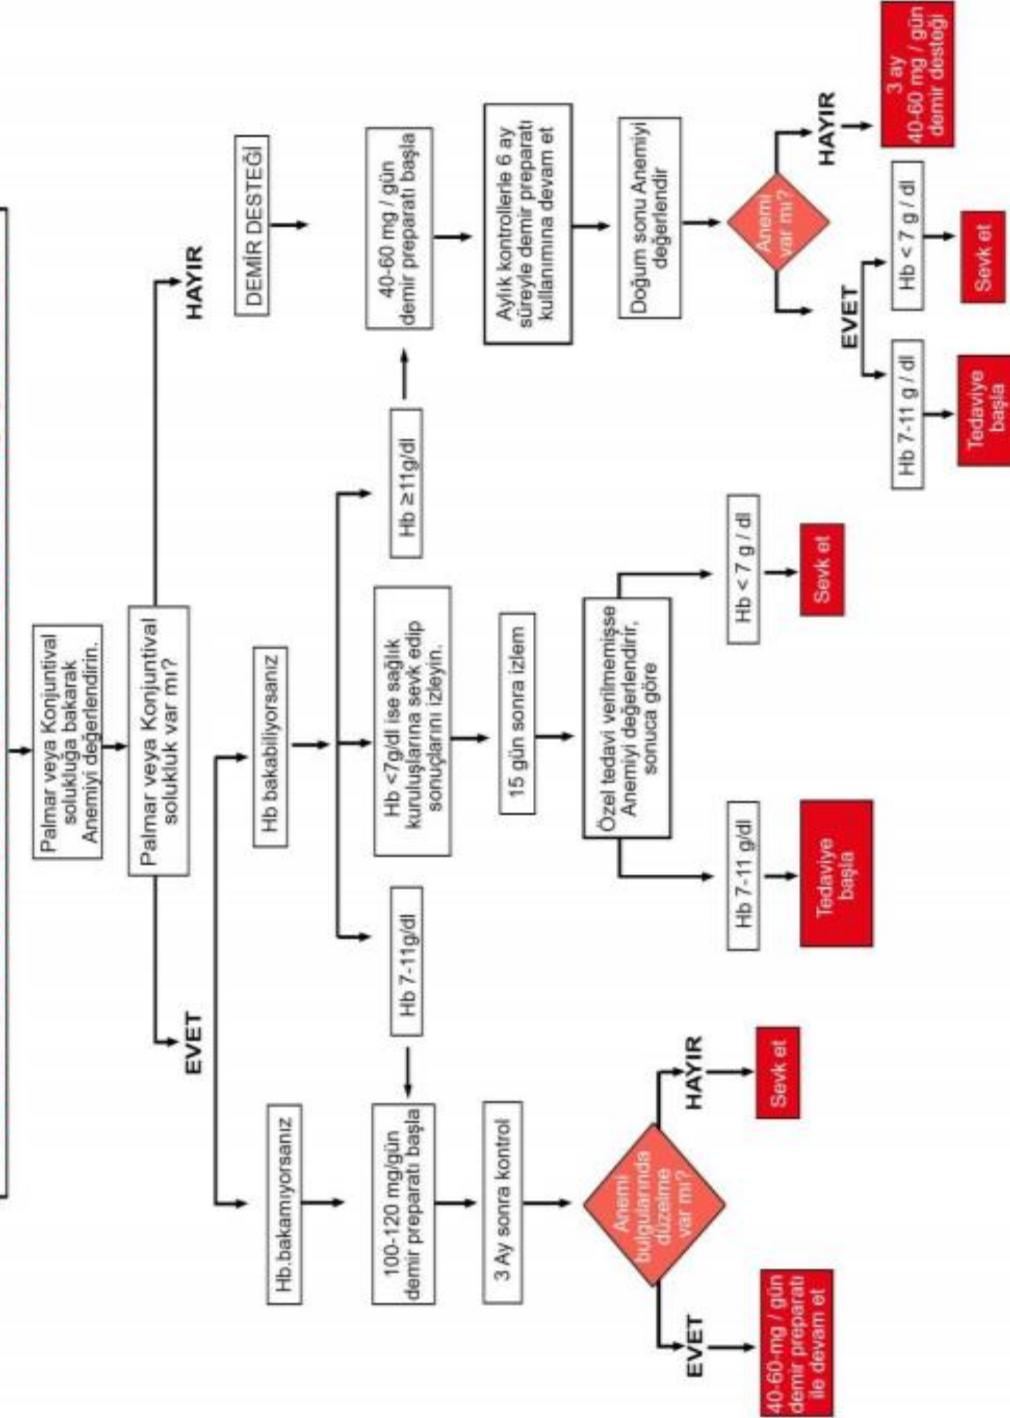 Palmar veya Konjuntival
solukluğa bakarak
Anemiyi değerlendirin.
Palmar veya Konjuntival
solukluk var mı?
EVET
HAYIR
Hb.bakamıyorsanız
Hb bakabiliyorsanız
DEMİR DESTEĞİ
100-120 mg/gün
demir preparatı başla
Hb 7-11g/dl
Hb <7g/dl ise sağlık
kuruluşlarına sevk edip
sonuçlarını izleyin.
Hb ≥11g/dl
40-60 mg / gün
demir preparatı başla
3 Ay sonra kontrol
15 gün sonra izlem
Aylık kontrollerle 6 ay
süreyle demir preparatı
kullanımına devam et
Anemi
bulgularında
düzelme
var mı?
Özel tedavi verilmemişse
Anemiyi değerlendirir,
sonuca göre
Doğum sonu Anemiyi
değerlendir
EVET
HAYIR
Hb 7-11 g/dl
Hb < 7 g / dl
Anemi
var mı?
40-60-mg / gün
demir preparatı
ile devam et
Sevk et
Tedaviye
başla
Sevk et
EVET
HAYIR
Hb 7-11 g / dl
Hb < 7 g / dl
3 ay
40-60 mg / gün
demir desteği
Tedaviye
başla
Sevk et